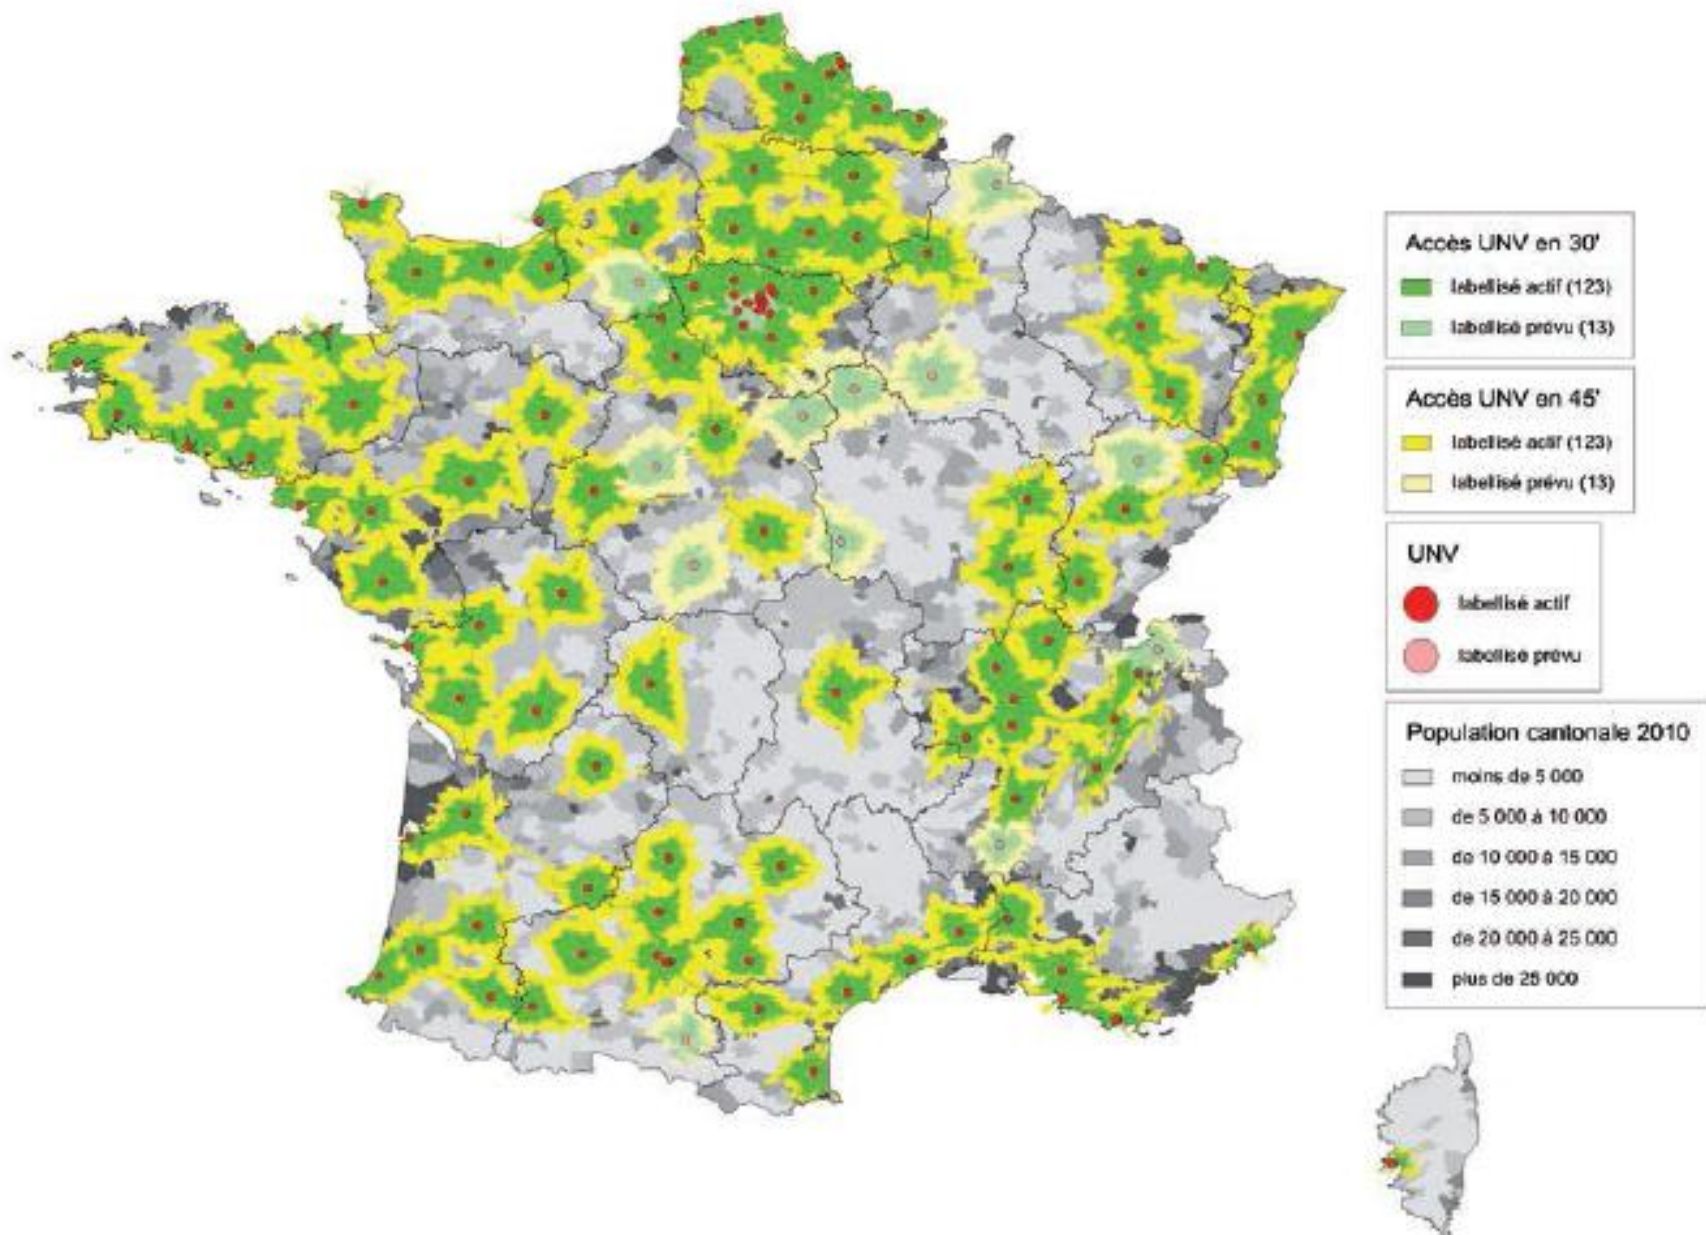 Accès UNV en 30'
labellisé actif (123)
labellisé prévu (13)
Accès UNV en 45'
labellisé actif (123)
labellisé prévu (13)
UNV
labellisé actif
labellisé prévu
Population cantonale 2010
moins de 5 000
de 5 000 à 10 000
de 10 000 à 15 000
de 15 000 à 20 000
de 20 000 à 25 000
plus de 25 000